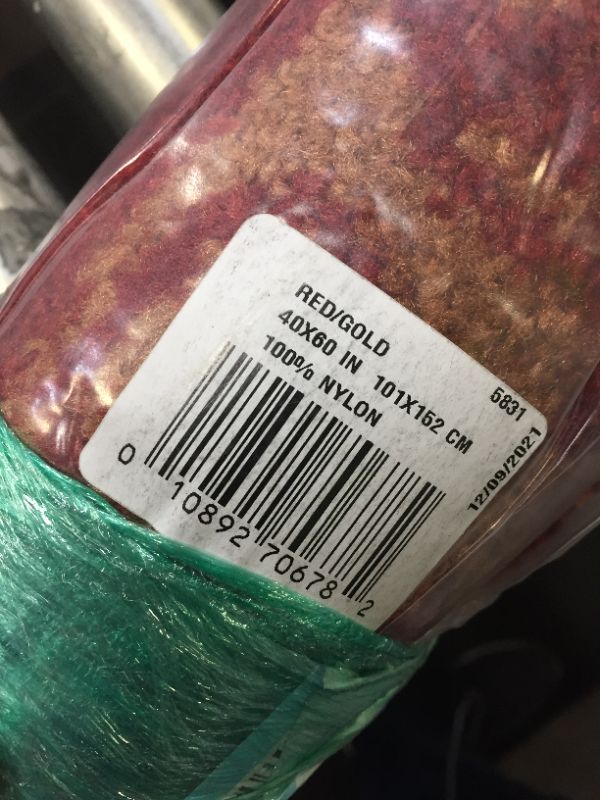 RED/GOLD
40X60 IN 101X152 CM
100% NYLON
5831
12/09/2021
0 10892 70678 2